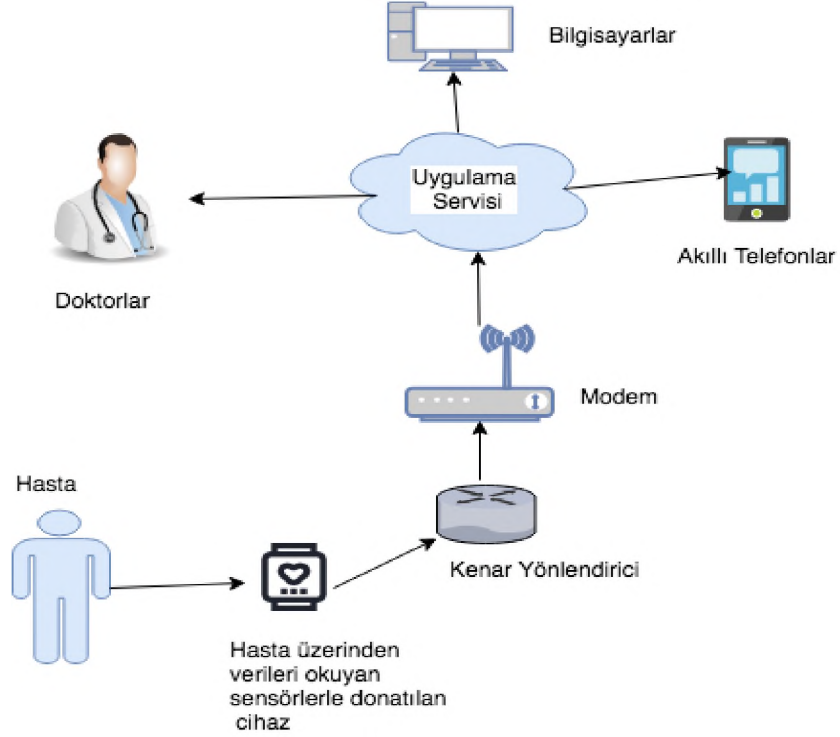 Bilgisayarlar
Uygulama
Servisi
Akıllı Telefonlar
Doktorlar
Modem
Hasta
Kenar Yönlendirici
Hasta üzerinden
verileri okuyan
sensörlerle donatılan
cihaz